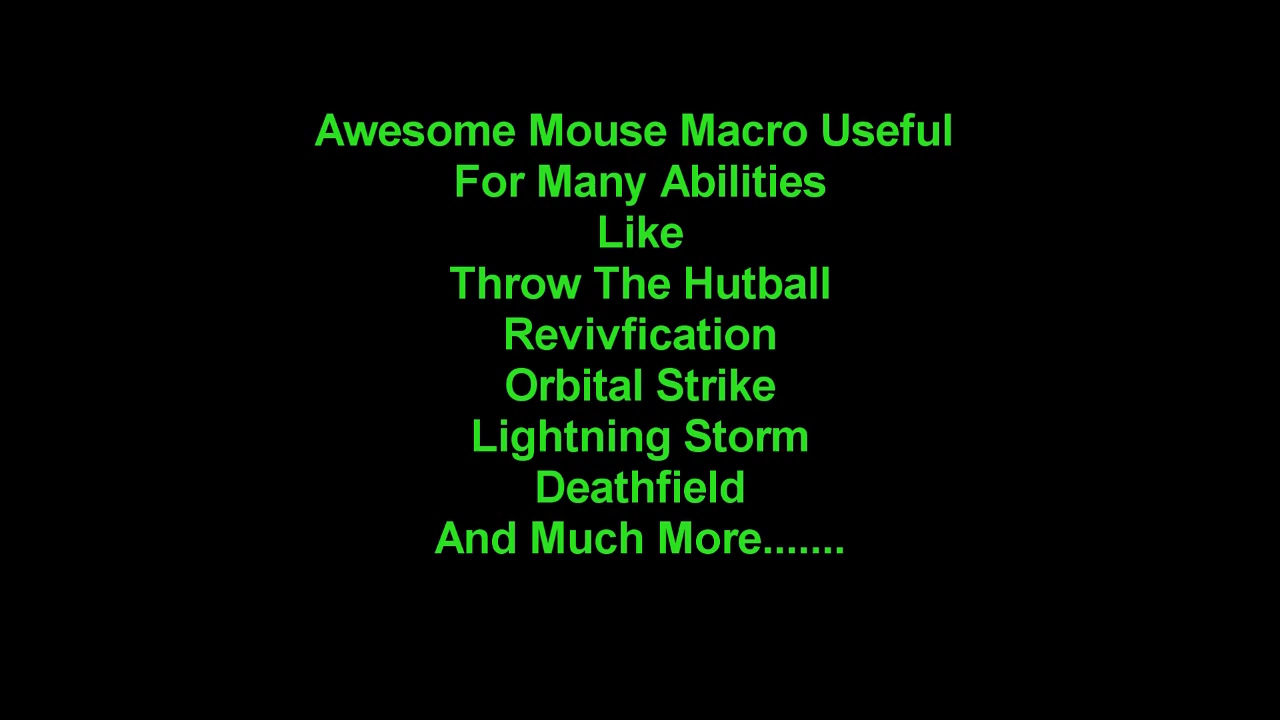 Awesome Mouse Macro Useful
For Many Abilities
Like
Throw The Hutball
Revivfication
Orbital Strike
Lightning Storm
Deathfield
And Much More.......